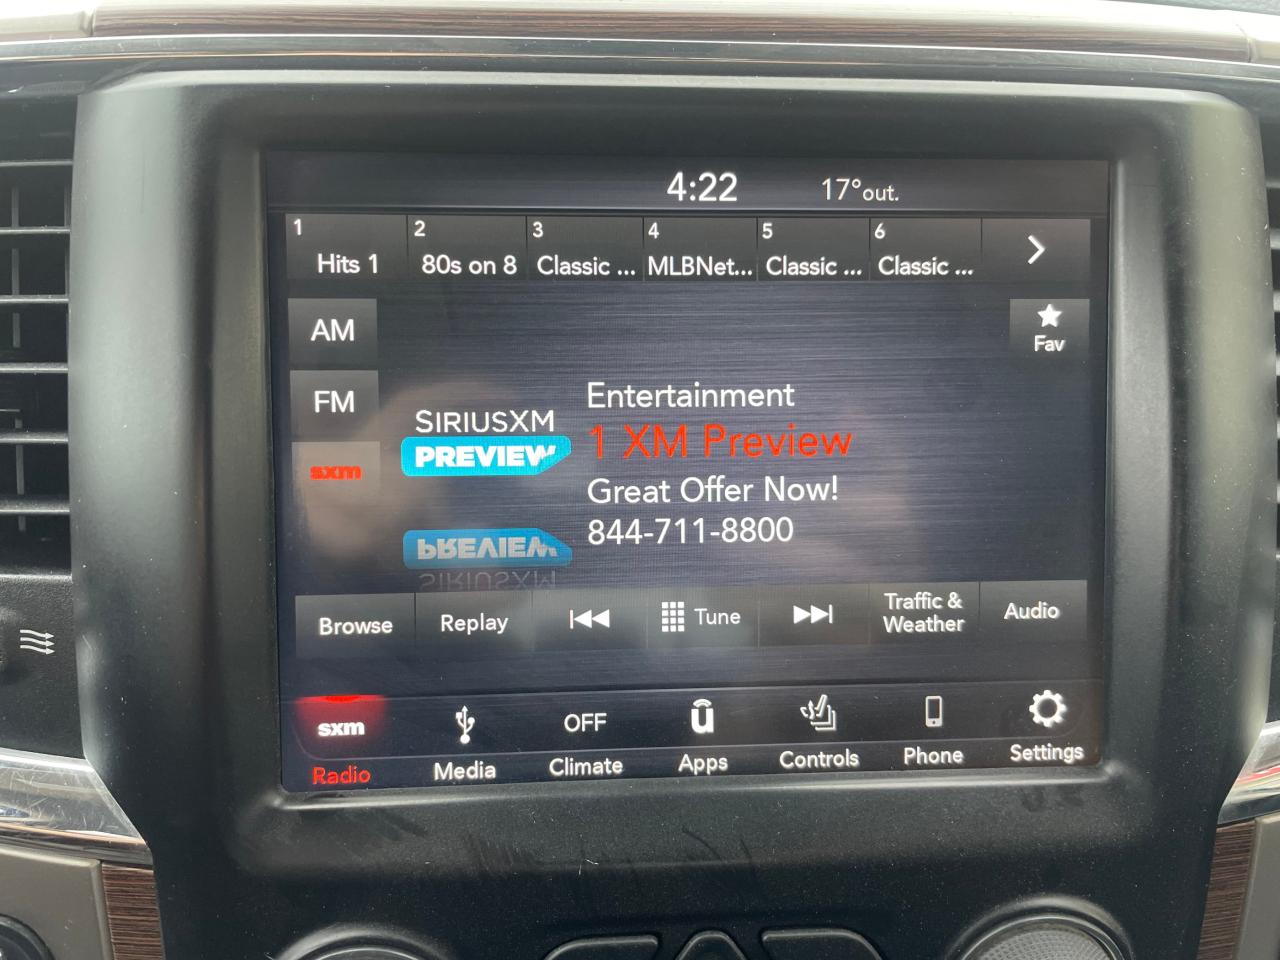 4:22
17°out.
1
2
3
4
5
6
Hits 1
80s on 8
Classic ...
MLBNet...
Classic ...
Classic ...
AM
Fav
FM
Entertainment
SIRIUSXM
1 XM Preview
PREVIEW
sxm
Great Offer Now!
844-711-8800
PREVIEW
SIRIUSXM
Browse
Replay
Tune
Traffic &
Weather
Audio
sxm
OFF
Radio
Media
Climate
Apps
Controls
Phone
Settings